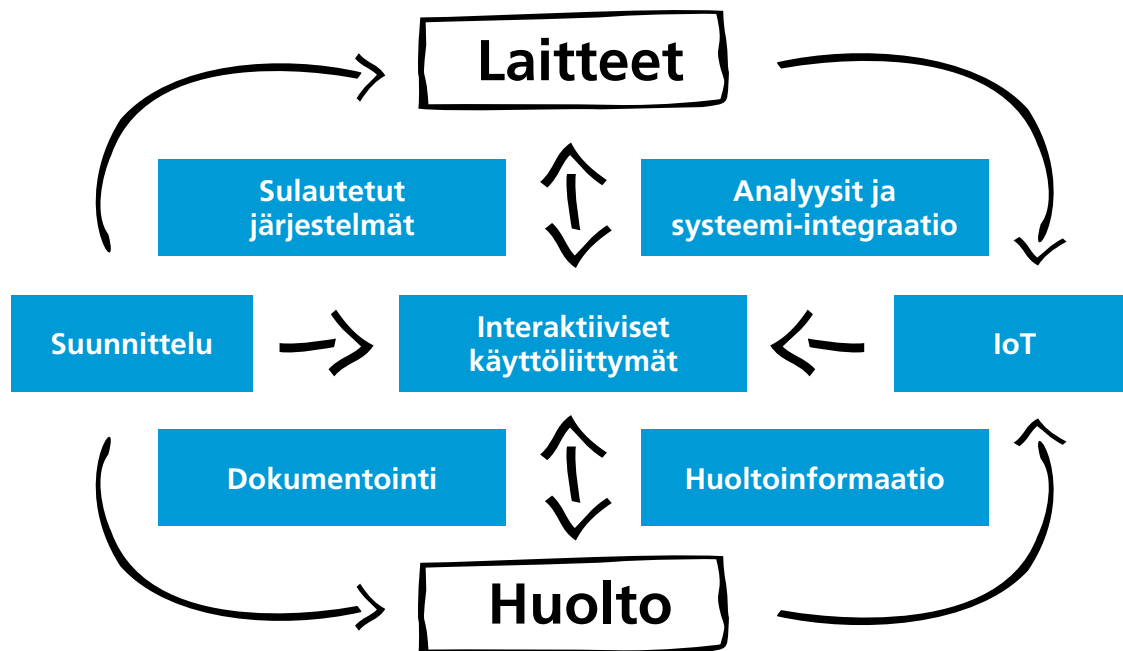 Laitteet
Sulautetut
järjestelmät
Analyysit ja
systeemi-integraatio
Suunnittelu
Interaktiiviset
käyttöliittymät
IoT
Dokumentointi
Huoltoinformaatio
Huolto